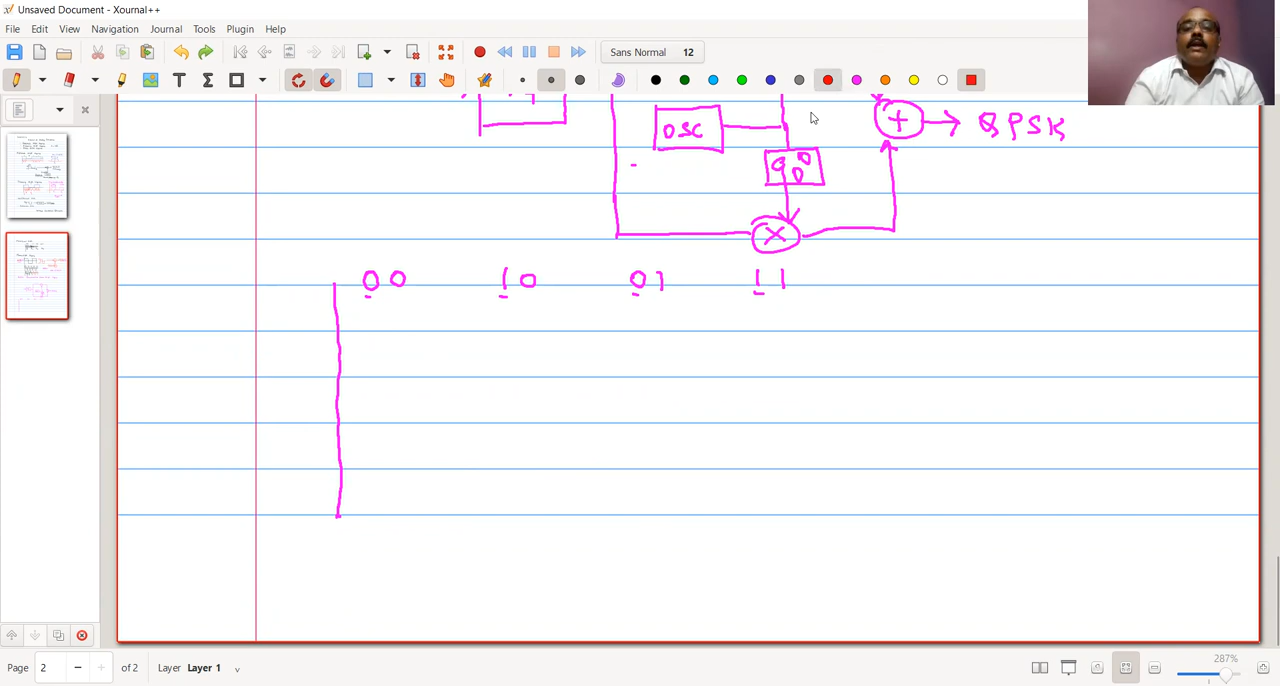 Unsaved Document - Xournal++
File Edit View Navigation Journal Tools Plugin Help
Sans Normal 12
OSC
+ → QPSK
90
X
00 10 01 11
Page 2 of 2 Layer Layer 1 287%